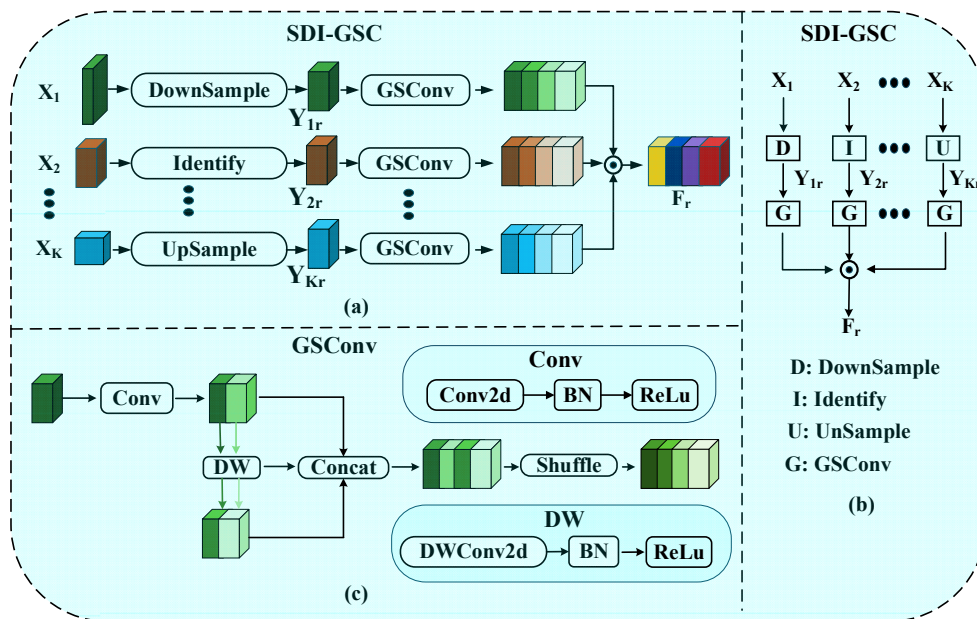 SDI-GSC
X1 DownSample Y1r GSConv
X2 Identify Y2r GSConv
Fr
XK UpSample YKr GSConv
(a)
GSConv
Conv
Conv
Conv2d BN ReLu
DW Concat Shuffle
DW
DWConv2d BN ReLu
(c)
SDI-GSC
X1 X2 XK
D I U
Y1r Y2r YKr
G G G
Fr
D: DownSample
I: Identify
U: UnSample
G: GSConv
(b)